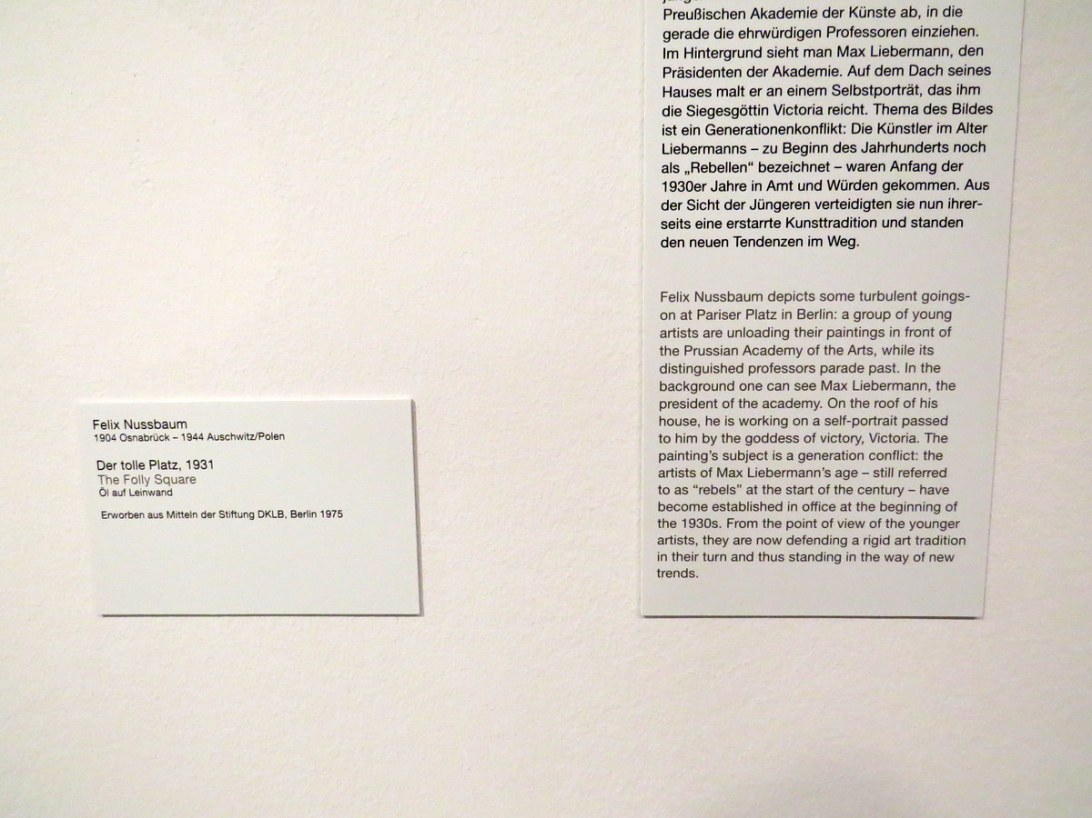 Felix Nussbaum
1904 Osnabrück – 1944 Auschwitz/Polen
Der tolle Platz, 1931
The Folly Square
Öl auf Leinwand
Erworben aus Mitteln der Stiftung DKLB, Berlin 1975
Preußischen Akademie der Künste ab, in die
gerade die ehrwürdigen Professoren einziehen.
Im Hintergrund sieht man Max Liebermann, den
Präsidenten der Akademie. Auf dem Dach seines
Hauses malt er an einem Selbstporträt, das ihm
die Siegesgöttin Victoria reicht. Thema des Bildes
ist ein Generationenkonflikt: Die Künstler im Alter
Liebermanns – zu Beginn des Jahrhunderts noch
als „Rebellen“ bezeichnet – waren Anfang der
1930er Jahre in Amt und Würden gekommen. Aus
der Sicht der Jüngeren verteidigten sie nun ihrer-
seits eine erstarrte Kunsttradition und standen
den neuen Tendenzen im Weg.
Felix Nussbaum depicts some turbulent goings-
on at Pariser Platz in Berlin: a group of young
artists are unloading their paintings in front of
the Prussian Academy of the Arts, while its
distinguished professors parade past. In the
background one can see Max Liebermann, the
president of the academy. On the roof of his
house, he is working on a self-portrait passed
to him by the goddess of victory, Victoria. The
painting’s subject is a generation conflict: the
artists of Max Liebermann’s age – still referred
to as “rebels” at the start of the century – have
become established in office at the beginning of
the 1930s. From the point of view of the younger
artists, they are now defending a rigid art tradition
in their turn and thus standing in the way of new
trends.